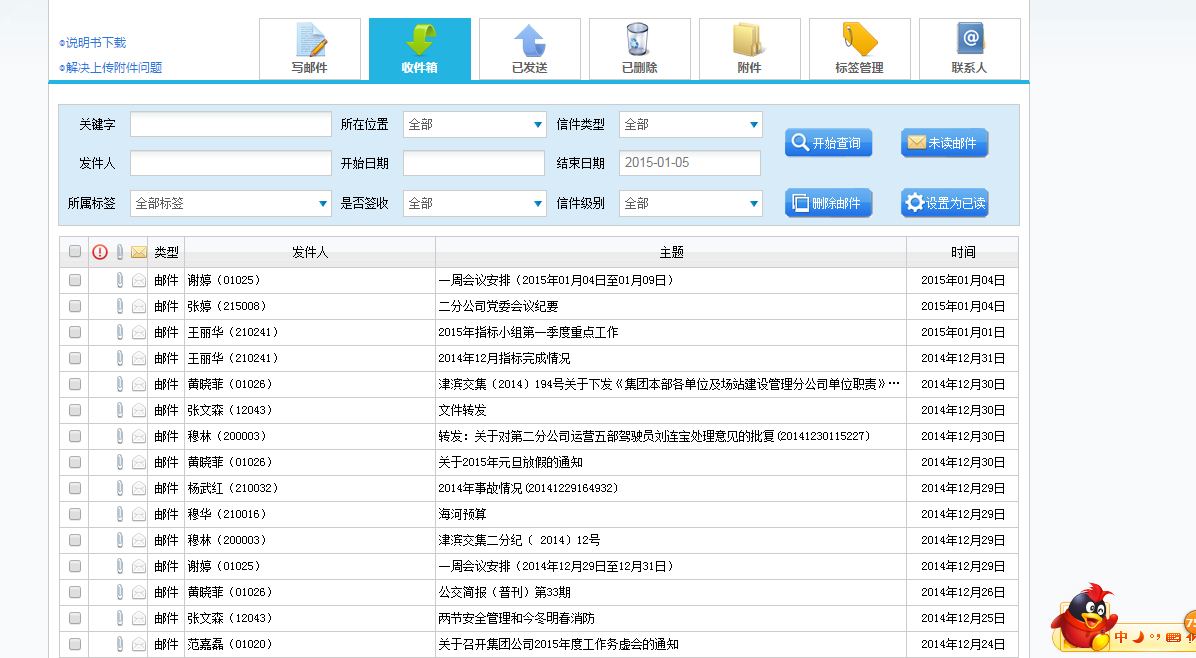 说明书下载
解决上传附件问题
写邮件 收件箱 已发送 已删除 附件 标签管理 联系人
关键字 所在位置 全部 信件类型 全部 开始查询 未读邮件
发件人 开始日期 结束日期 2015-01-05
所属标签 全部标签 是否签收 全部 信件级别 全部 删除邮件 设置为已读
类型 发件人 主题 时间
邮件 谢婷（01025） 一周会议安排（2015年01月04日至01月09日） 2015年01月04日
邮件 张婷（215008） 二分公司党委会议纪要 2015年01月04日
邮件 王丽华（210241） 2015年指标小组第一季度重点工作 2015年01月01日
邮件 王丽华（210241） 2014年12月指标完成情况 2014年12月31日
邮件 黄晓菲（01026） 津滨交集（2014）194号关于下发《集团本部各单位及场站建设管理分公司单位职责》… 2014年12月30日
邮件 张文森（12043） 文件转发 2014年12月30日
邮件 穆林（200003） 转发：关于对第二分公司运营五部驾驶员刘连宝处理意见的批复(20141230115227) 2014年12月30日
邮件 黄晓菲（01026） 关于2015年元旦放假的通知 2014年12月30日
邮件 杨武红（210032） 2014年事故情况(20141229164932) 2014年12月29日
邮件 穆华（210016） 海河预算 2014年12月29日
邮件 穆林（200003） 津滨交集二分纪（ 2014）12号 2014年12月29日
邮件 谢婷（01025） 一周会议安排（2014年12月29日至12月31日） 2014年12月29日
邮件 黄晓菲（01026） 公交简报（普刊）第33期 2014年12月26日
邮件 张文森（12043） 两节安全管理和今冬明春消防 2014年12月25日
邮件 范嘉磊（01020） 关于召开集团公司2015年度工作务虚会的通知 2014年12月24日
中